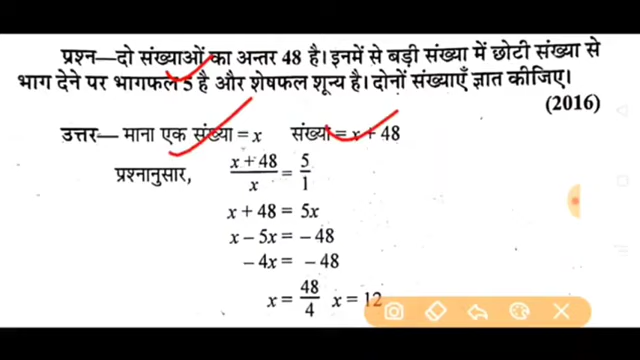 प्रश्न– दो संख्याओं का अन्तर 48 है। इनमें से बड़ी संख्या में छोटी संख्या से
भाग देने पर भागफल 5 है और शेषफल शून्य है। दोनों संख्याएँ ज्ञात कीजिए।
(2016)
उत्तर– माना एक संख्या = x संख्या = x + 48
प्रश्नानुसार, (x + 48)/x = 5/1
x + 48 = 5x
x – 5x = – 48
– 4x = – 48
x = 48/4 x = 12